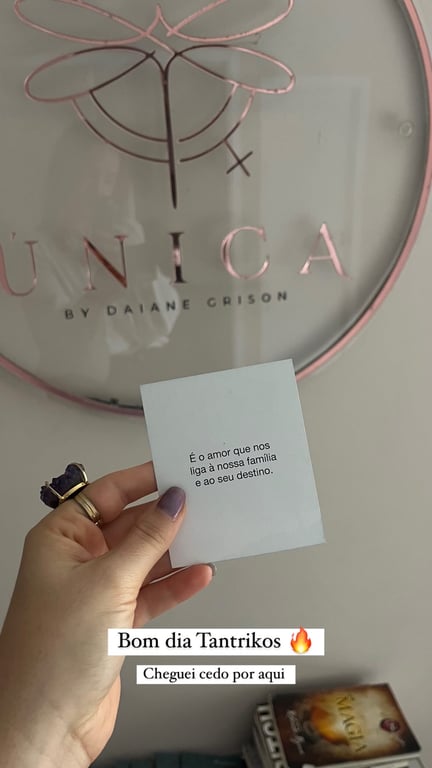 ÚNICA
BY DAIANE GRISON
É o amor que nos
liga à nossa família
e ao seu destino.
Bom dia Tantrikos 🔥
Cheguei cedo por aqui
MAGIA